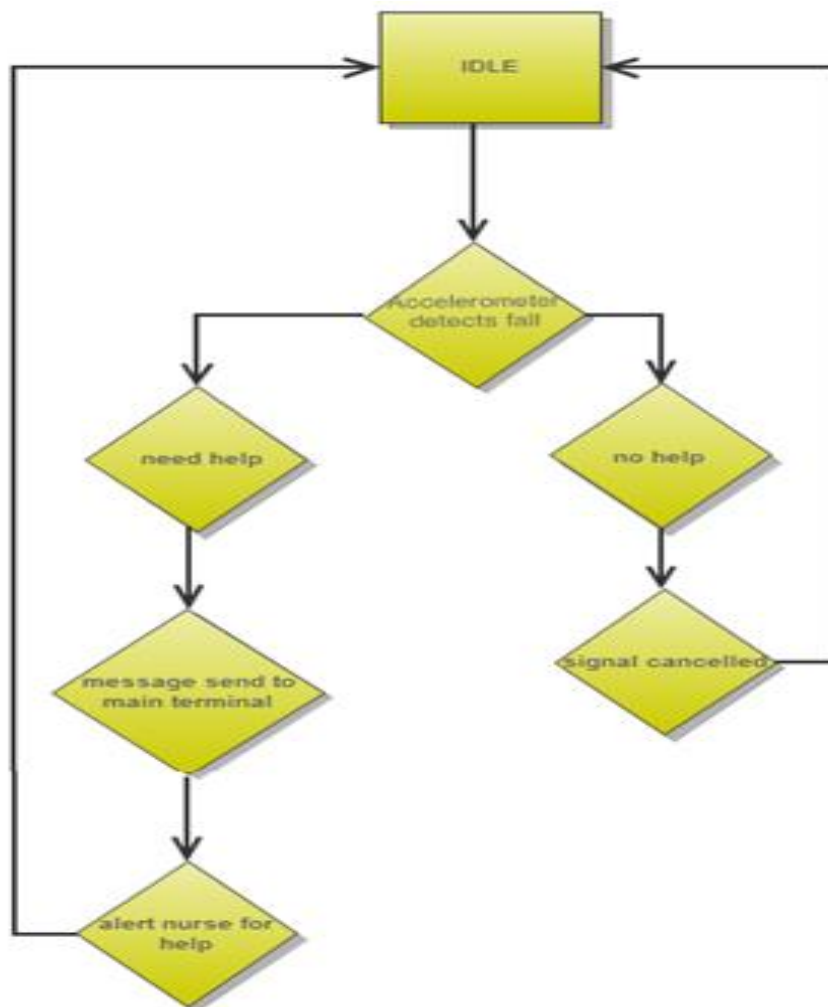 IDLE
Accelerometer
detects fall
need help
no help
message send to
main terminal
signal cancelled
alert nurse for
help